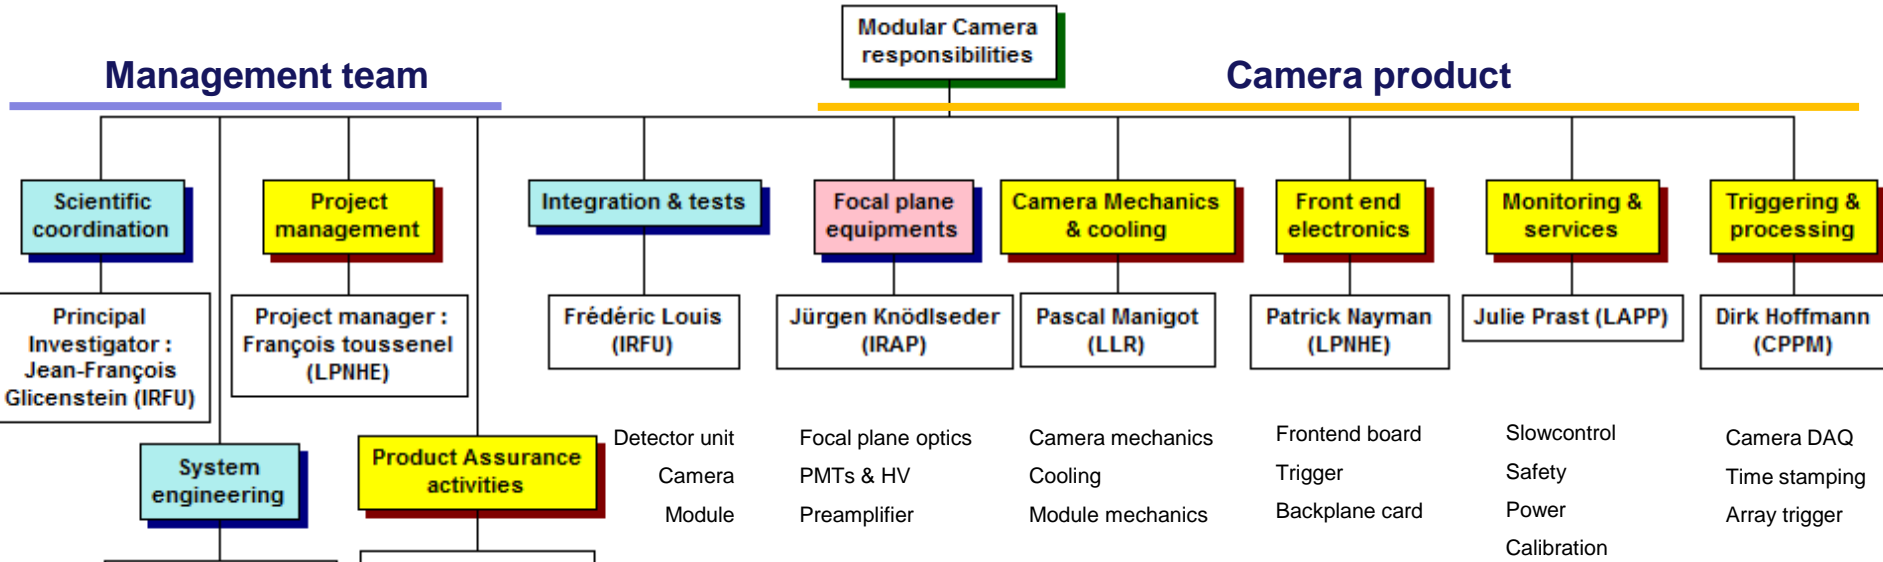 Modular Camera
responsibilities
Management team
Camera product
Scientific
coordination
Project
management
Integration & tests
Focal plane
equipments
Camera Mechanics
& cooling
Front end
electronics
Monitoring &
services
Triggering &
processing
Principal
Investigator :
Jean-François
Glicenstein (IRFU)
Project manager :
François toussenel
(LPNHE)
Frédéric Louis
(IRFU)
Jürgen Knödlseder
(IRAP)
Pascal Manigot
(LLR)
Patrick Nayman
(LPNHE)
Julie Prast (LAPP)
Dirk Hoffmann
(CPPM)
System
engineering
Product Assurance
activities
Detector unit
Camera
Module
Focal plane optics
PMTs & HV
Preamplifier
Camera mechanics
Cooling
Module mechanics
Frontend board
Trigger
Backplane card
Slowcontrol
Safety
Power
Calibration
Camera DAQ
Time stamping
Array trigger